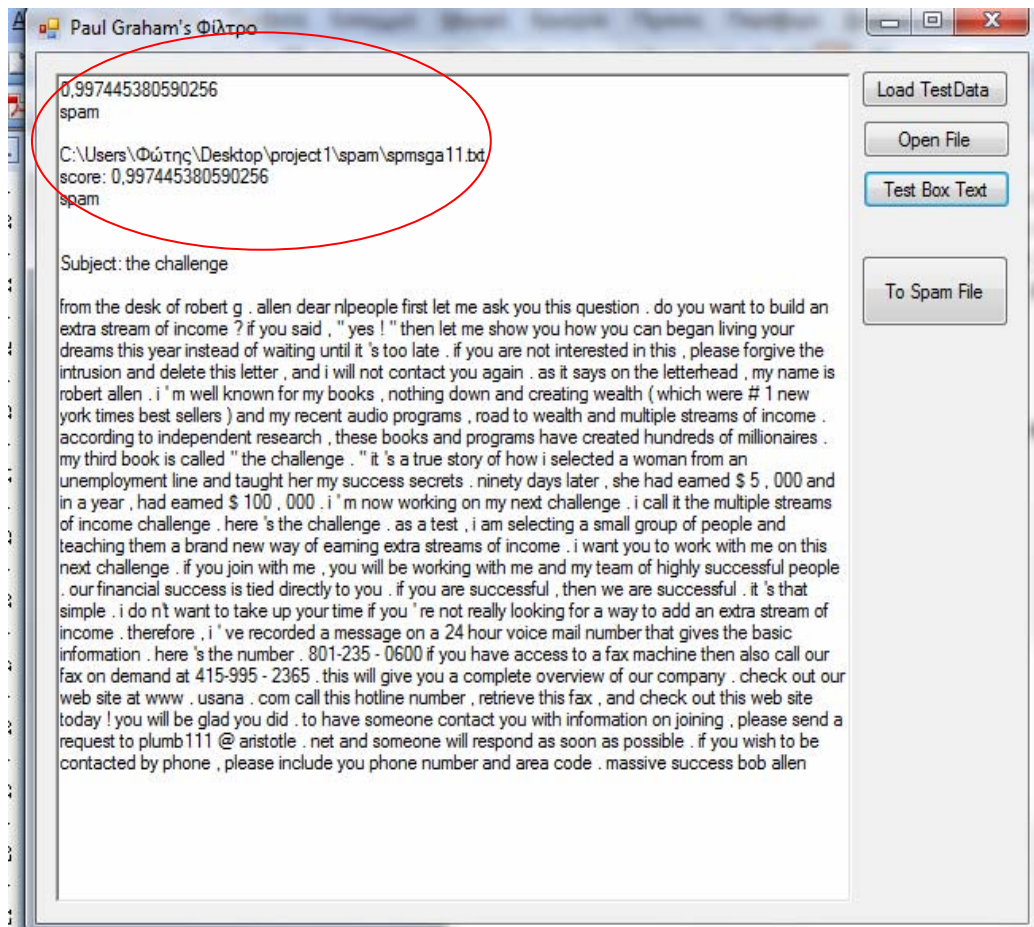 Paul Graham's Φίλτρο
0,997445380590256
spam
C:\Users\Φώτης\Desktop\project1\spam\spmsga11.txt
score: 0,997445380590256
spam
Subject: the challenge
from the desk of robert g . allen dear nlpeople first let me ask you this question . do you want to build an
extra stream of income ? if you said , " yes ! " then let me show you how you can began living your
dreams this year instead of waiting until it 's too late . if you are not interested in this , please forgive the
intrusion and delete this letter , and i will not contact you again . as it says on the letterhead , my name is
robert allen . i ' m well known for my books , nothing down and creating wealth ( which were # 1 new
york times best sellers ) and my recent audio programs , road to wealth and multiple streams of income .
according to independent research , these books and programs have created hundreds of millionaires .
my third book is called " the challenge . " it 's a true story of how i selected a woman from an
unemployment line and taught her my success secrets . ninety days later , she had earned $ 5 , 000 and
in a year , had earned $ 100 , 000 . i ' m now working on my next challenge . i call it the multiple streams
of income challenge . here 's the challenge . as a test , i am selecting a small group of people and
teaching them a brand new way of earning extra streams of income . i want you to work with me on this
next challenge . if you join with me , you will be working with me and my team of highly successful people
. our financial success is tied directly to you . if you are successful , then we are successful . it 's that
simple . i do n't want to take up your time if you ' re not really looking for a way to add an extra stream of
income . therefore , i ' ve recorded a message on a 24 hour voice mail number that gives the basic
information . here 's the number . 801-235 - 0600 if you have access to a fax machine then also call our
fax on demand at 415-995 - 2365 . this will give you a complete overview of our company . check out our
web site at www . usana . com call this hotline number , retrieve this fax , and check out this web site
today ! you will be glad you did . to have someone contact you with information on joining , please send a
request to plumb111 @ aristotle . net and someone will respond as soon as possible . if you wish to be
contacted by phone , please include you phone number and area code . massive success bob allen
Load TestData
Open File
Test Box Text
To Spam File